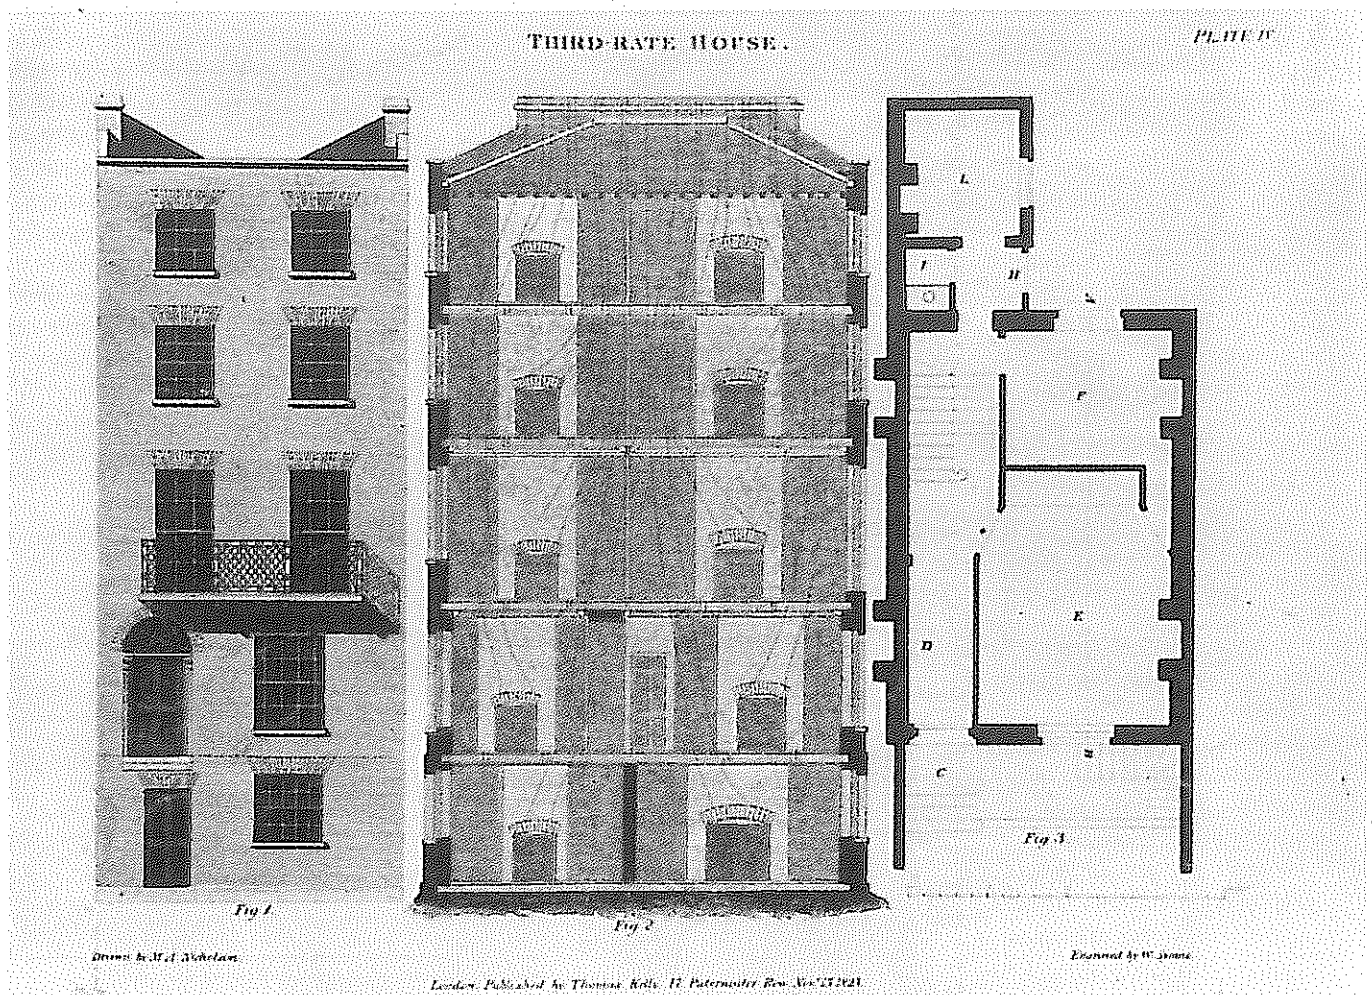 THIRD-RATE HOUSE.
PLATE IV
L
I
H
F
E
D
C
B
Fig 1
Fig 2
Fig 3
Drawn by M.A. Nicholson
Engraved by W.
London, Published by Thomas Kelly, 17 Paternoster Row, Nov.